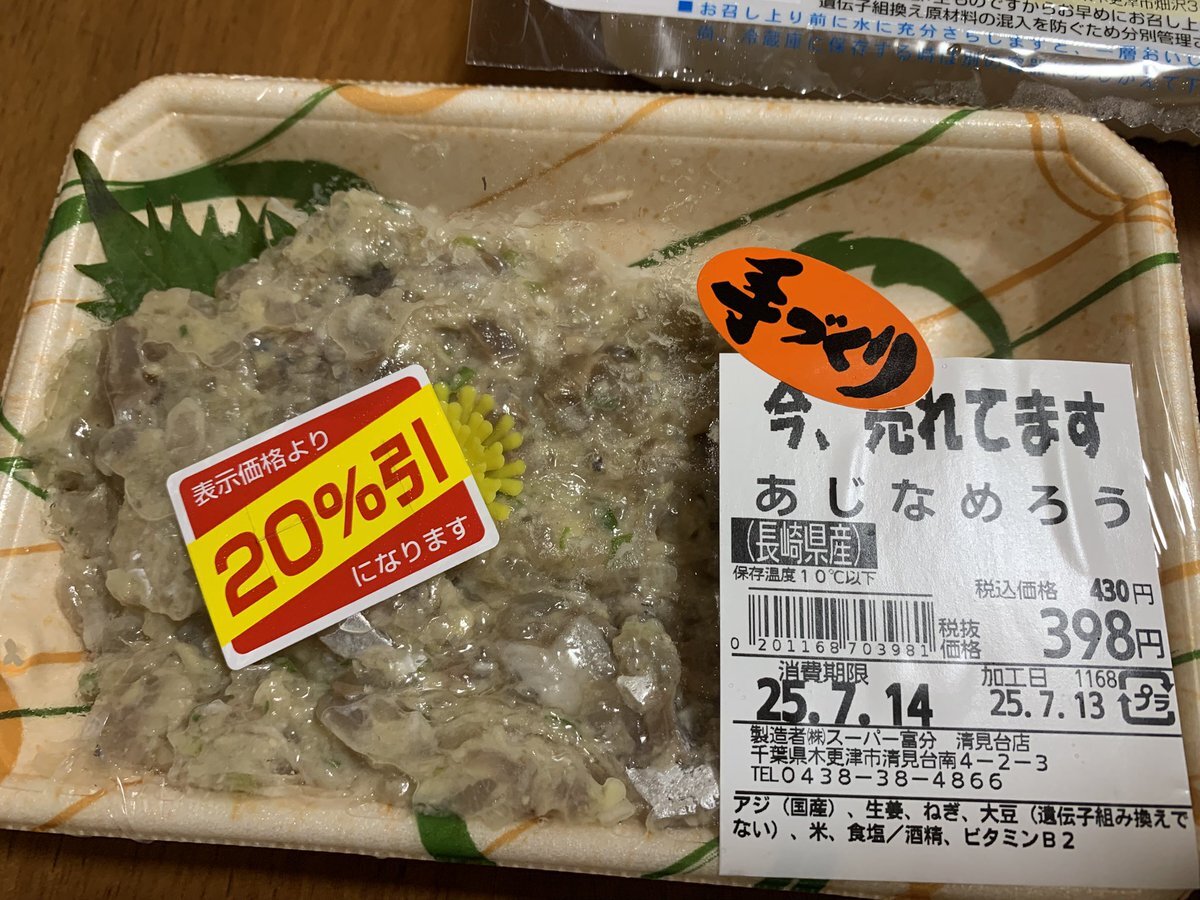 遺伝子組換え原材料の混入を防ぐため分別管理さ
■お召し上り前に水に充分さらしますと、一層おいし
手づくり
今、売れてます
あじなめろう
(長崎県産)
保存温度10℃以下
税込価格 430円
税抜価格 398円
0 201168 703981
消費期限 加工日 1168
25.7.14 25.7.13
プラ
製造者㈱スーパー富分 清見台店
千葉県木更津市清見台南4-2-3
TEL0438-38-4866
アジ(国産)、生姜、ねぎ、大豆(遺伝子組み換えで
ない)、米、食塩/酒精、ビタミンB2
表示価格より
20%引
になります